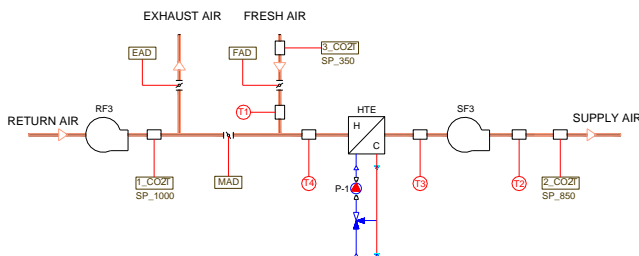 EXHAUST AIR
FRESH AIR
EAD
FAD
3_CO2T
SP_350
RF3
T1
HTE
SF3
RETURN AIR
SUPPLY AIR
H
C
1_CO2T
SP_1000
MAD
T4
T3
T2
2_CO2T
SP_850
P-1